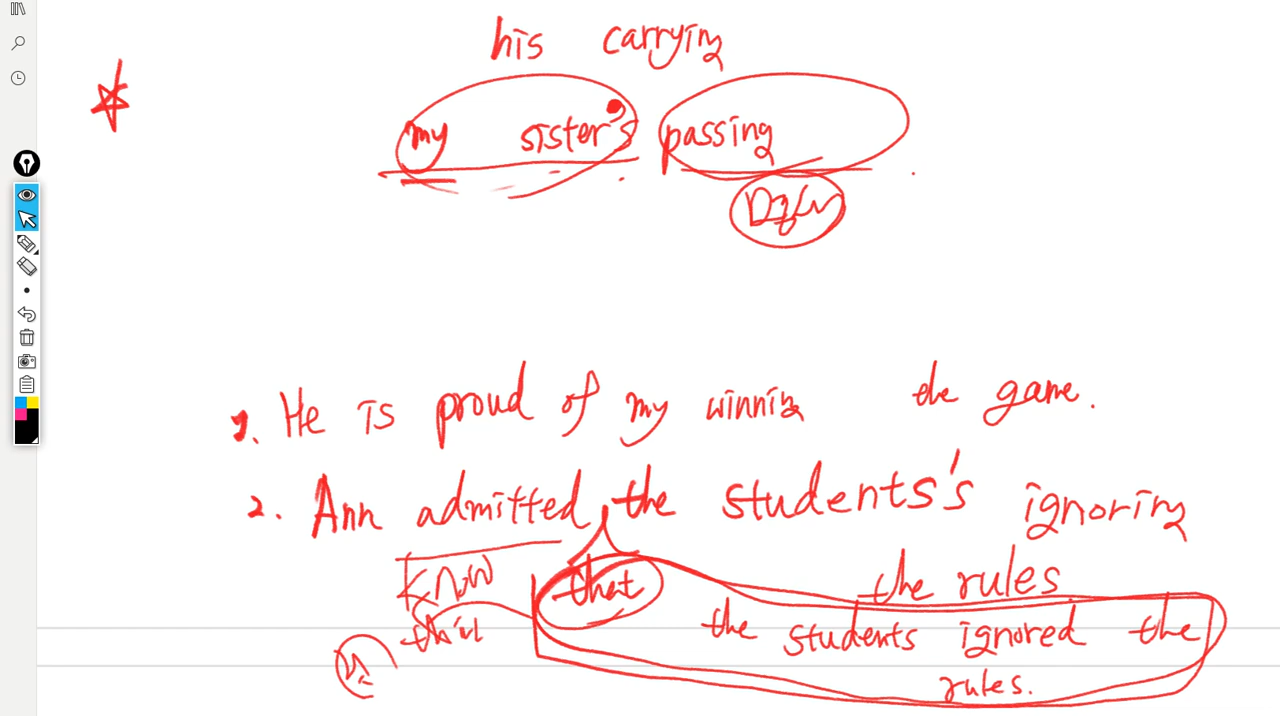 his carrying
my sister's passing
1. He is proud of my winning the game.
2. Ann admitted the students's ignoring
the rules.
know that
the students ignored the
rules.